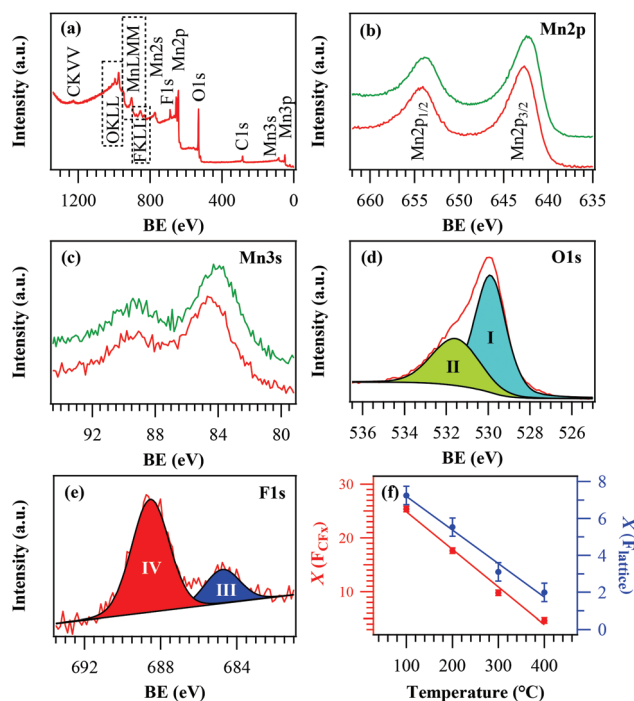 (a)
Intensity (a.u.)
CKVV
OKLL
MnLMM
FKLL
Mn2s
F1s
Mn2p
O1s
C1s
Mn3s
Mn3p
1200 800 400 0
BE (eV)
(b) Mn2p
Intensity (a.u.)
Mn2p1/2
Mn2p3/2
660 655 650 645 640 635
BE (eV)
(c)
Mn3s
Intensity (a.u.)
92 88 84 80
BE (eV)
(d) O1s
Intensity (a.u.)
I
II
536 534 532 530 528 526
BE (eV)
(e) F1s
Intensity (a.u.)
IV
III
692 688 684
BE (eV)
(f)
X (FCFx)
30
20
10
X (Flattice)
8
6
4
2
0
100 200 300 400
Temperature (°C)